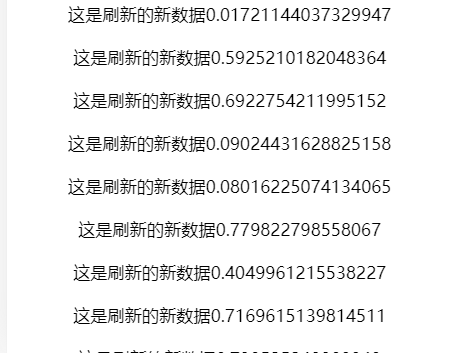 这是刷新的新数据0.01721144037329947
这是刷新的新数据0.5925210182048364
这是刷新的新数据0.6922754211995152
这是刷新的新数据0.09024431628825158
这是刷新的新数据0.08016225074134065
这是刷新的新数据0.779822798558067
这是刷新的新数据0.4049961215538227
这是刷新的新数据0.7169615139814511